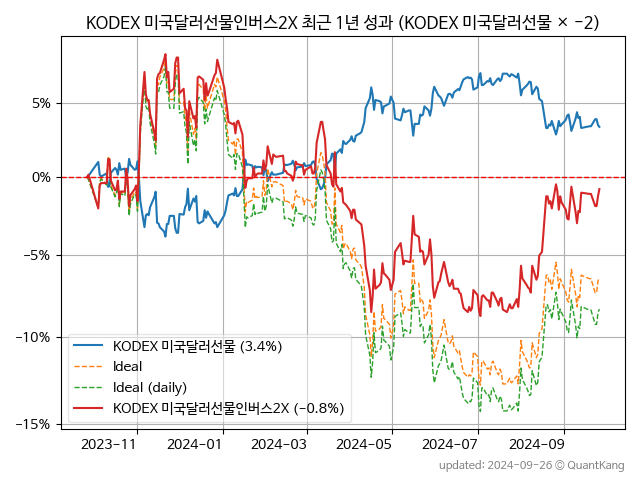 KODEX 미국달러선물인버스2X 최근 1년 성과 (KODEX 미국달러선물 × −2)
5%
0%
−5%
−10%
−15%
KODEX 미국달러선물 (3.4%)
Ideal
Ideal (daily)
KODEX 미국달러선물인버스2X (−0.8%)
2023−11 2024−01 2024−03 2024−05 2024−07 2024−09
updated: 2024−09−26 © QuantKang